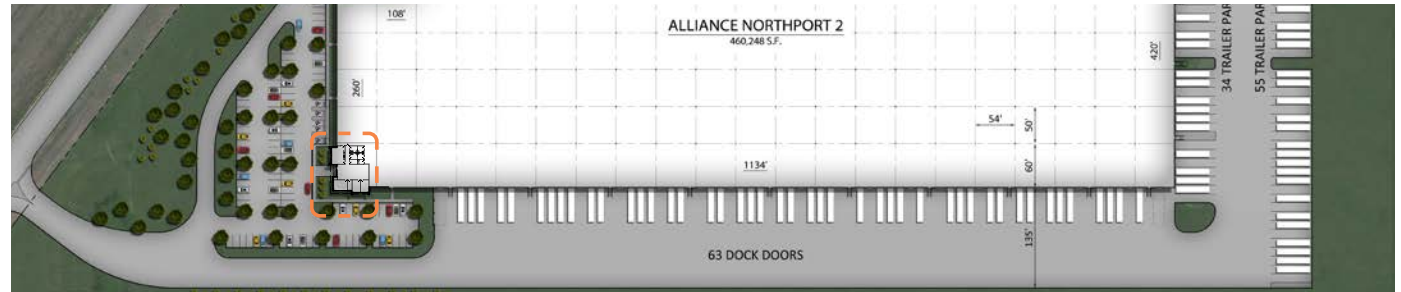 108'
ALLIANCE NORTHPORT 2
460,248 S.F.
420'
260'
54'
50'
60'
1134'
135'
63 DOCK DOORS
34 TRAILER PAR
55 TRAILER PAR